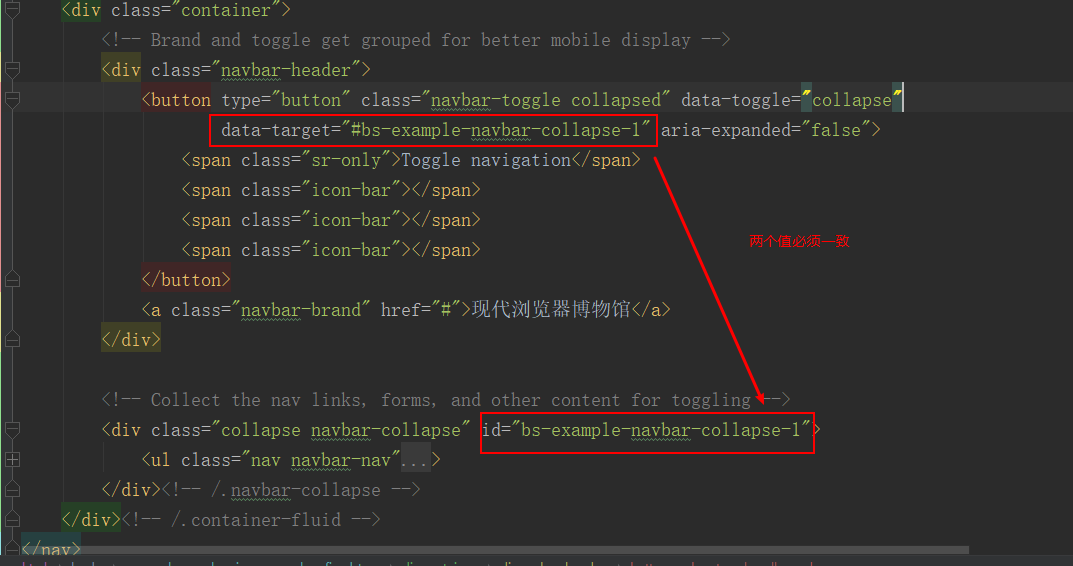 <div class="container">
<!-- Brand and toggle get grouped for better mobile display -->
<div class="navbar-header">
<button type="button" class="navbar-toggle collapsed" data-toggle="collapse"
data-target="#bs-example-navbar-collapse-1" aria-expanded="false">
<span class="sr-only">Toggle navigation</span>
<span class="icon-bar"></span>
<span class="icon-bar"></span>
<span class="icon-bar"></span>
两个值必须一致
</button>
<a class="navbar-brand" href="#">现代浏览器博物馆</a>
</div>
<!-- Collect the nav links, forms, and other content for toggling -->
<div class="collapse navbar-collapse" id="bs-example-navbar-collapse-1">
<ul class="nav navbar-nav"...>
</div><!-- /.navbar-collapse -->
</div><!-- /.container-fluid -->
</nav>